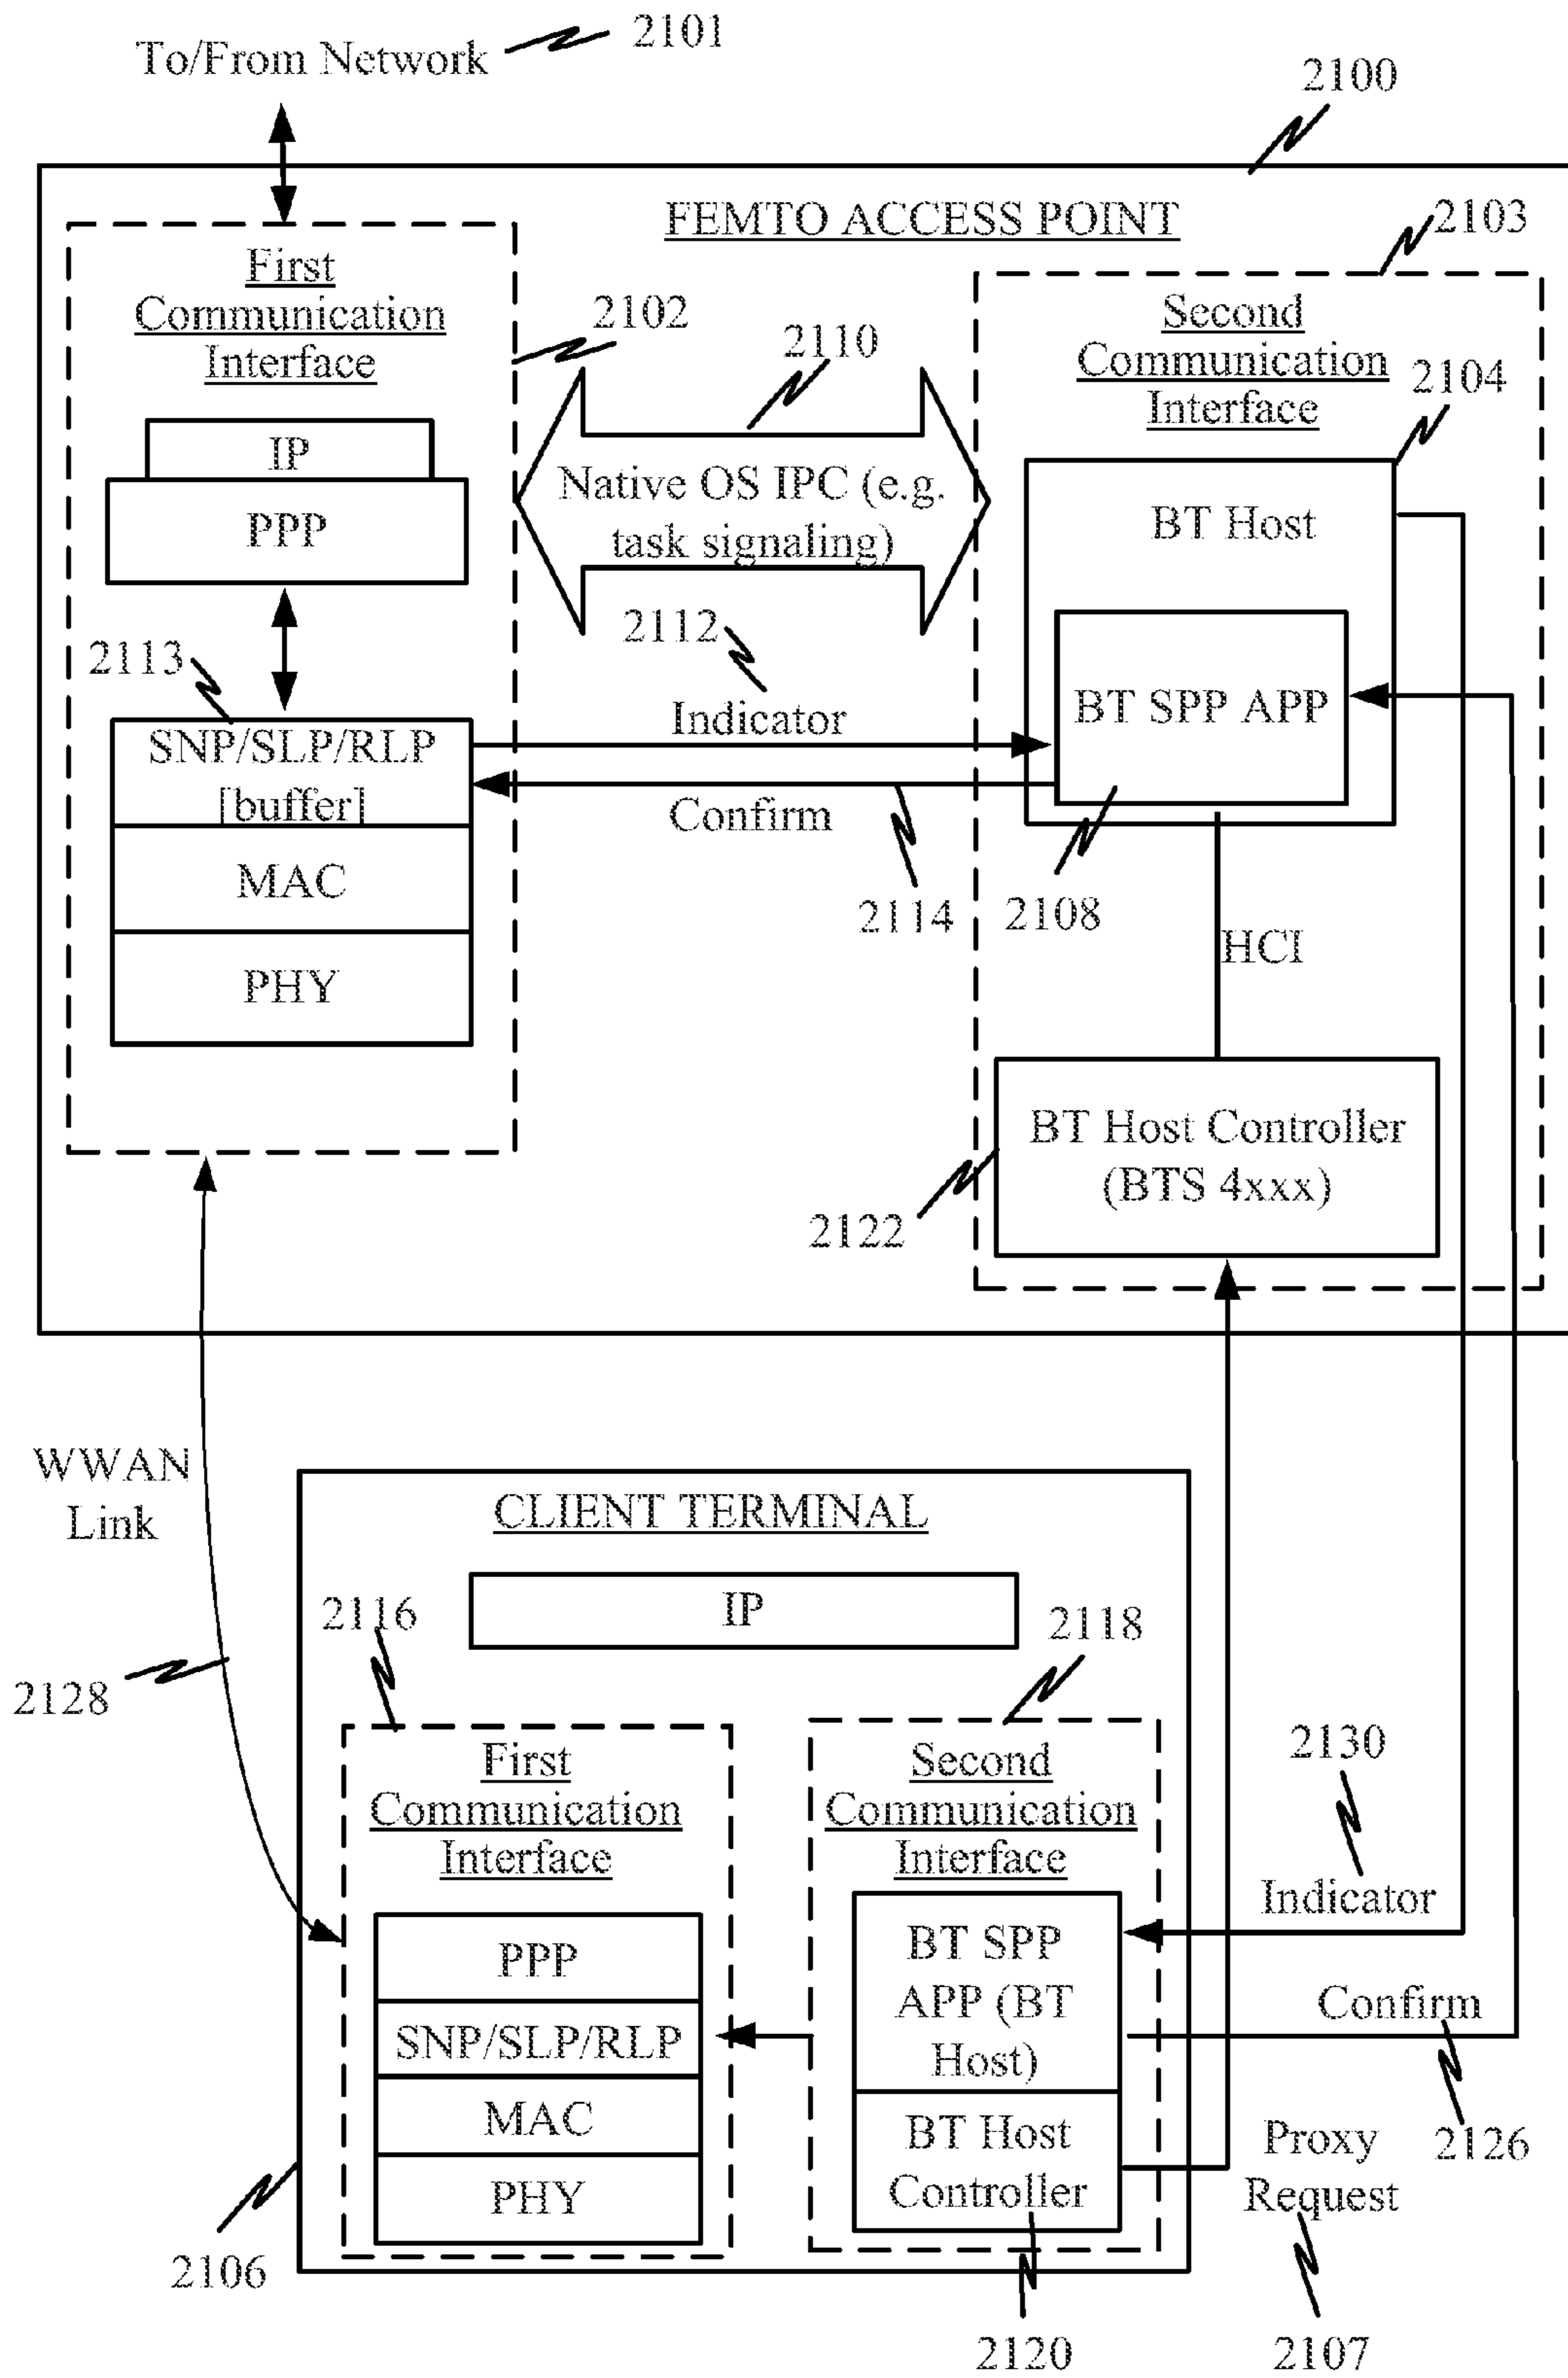 To/From Network
2101
2100
FEMTO ACCESS POINT
2103
First
Communication
Interface
2102
2110
Second
Communication
Interface
2104
IP
PPP
Native OS IPC (e.g.
task signaling)
BT Host
2113
2112
SNP/SLP/RLP
[buffer]
Indicator
BT SPP APP
Confirm
MAC
2114
2108
HCI
PHY
BT Host Controller
(BTS 4xxx)
2122
WWAN
Link
CLIENT TERMINAL
IP
2116
2118
2128
First
Communication
Interface
Second
Communication
Interface
2130
Indicator
PPP
SNP/SLP/RLP
MAC
PHY
BT SPP
APP (BT
Host)
Confirm
BT Host
Controller
Proxy
Request
2126
2106
2120
2107